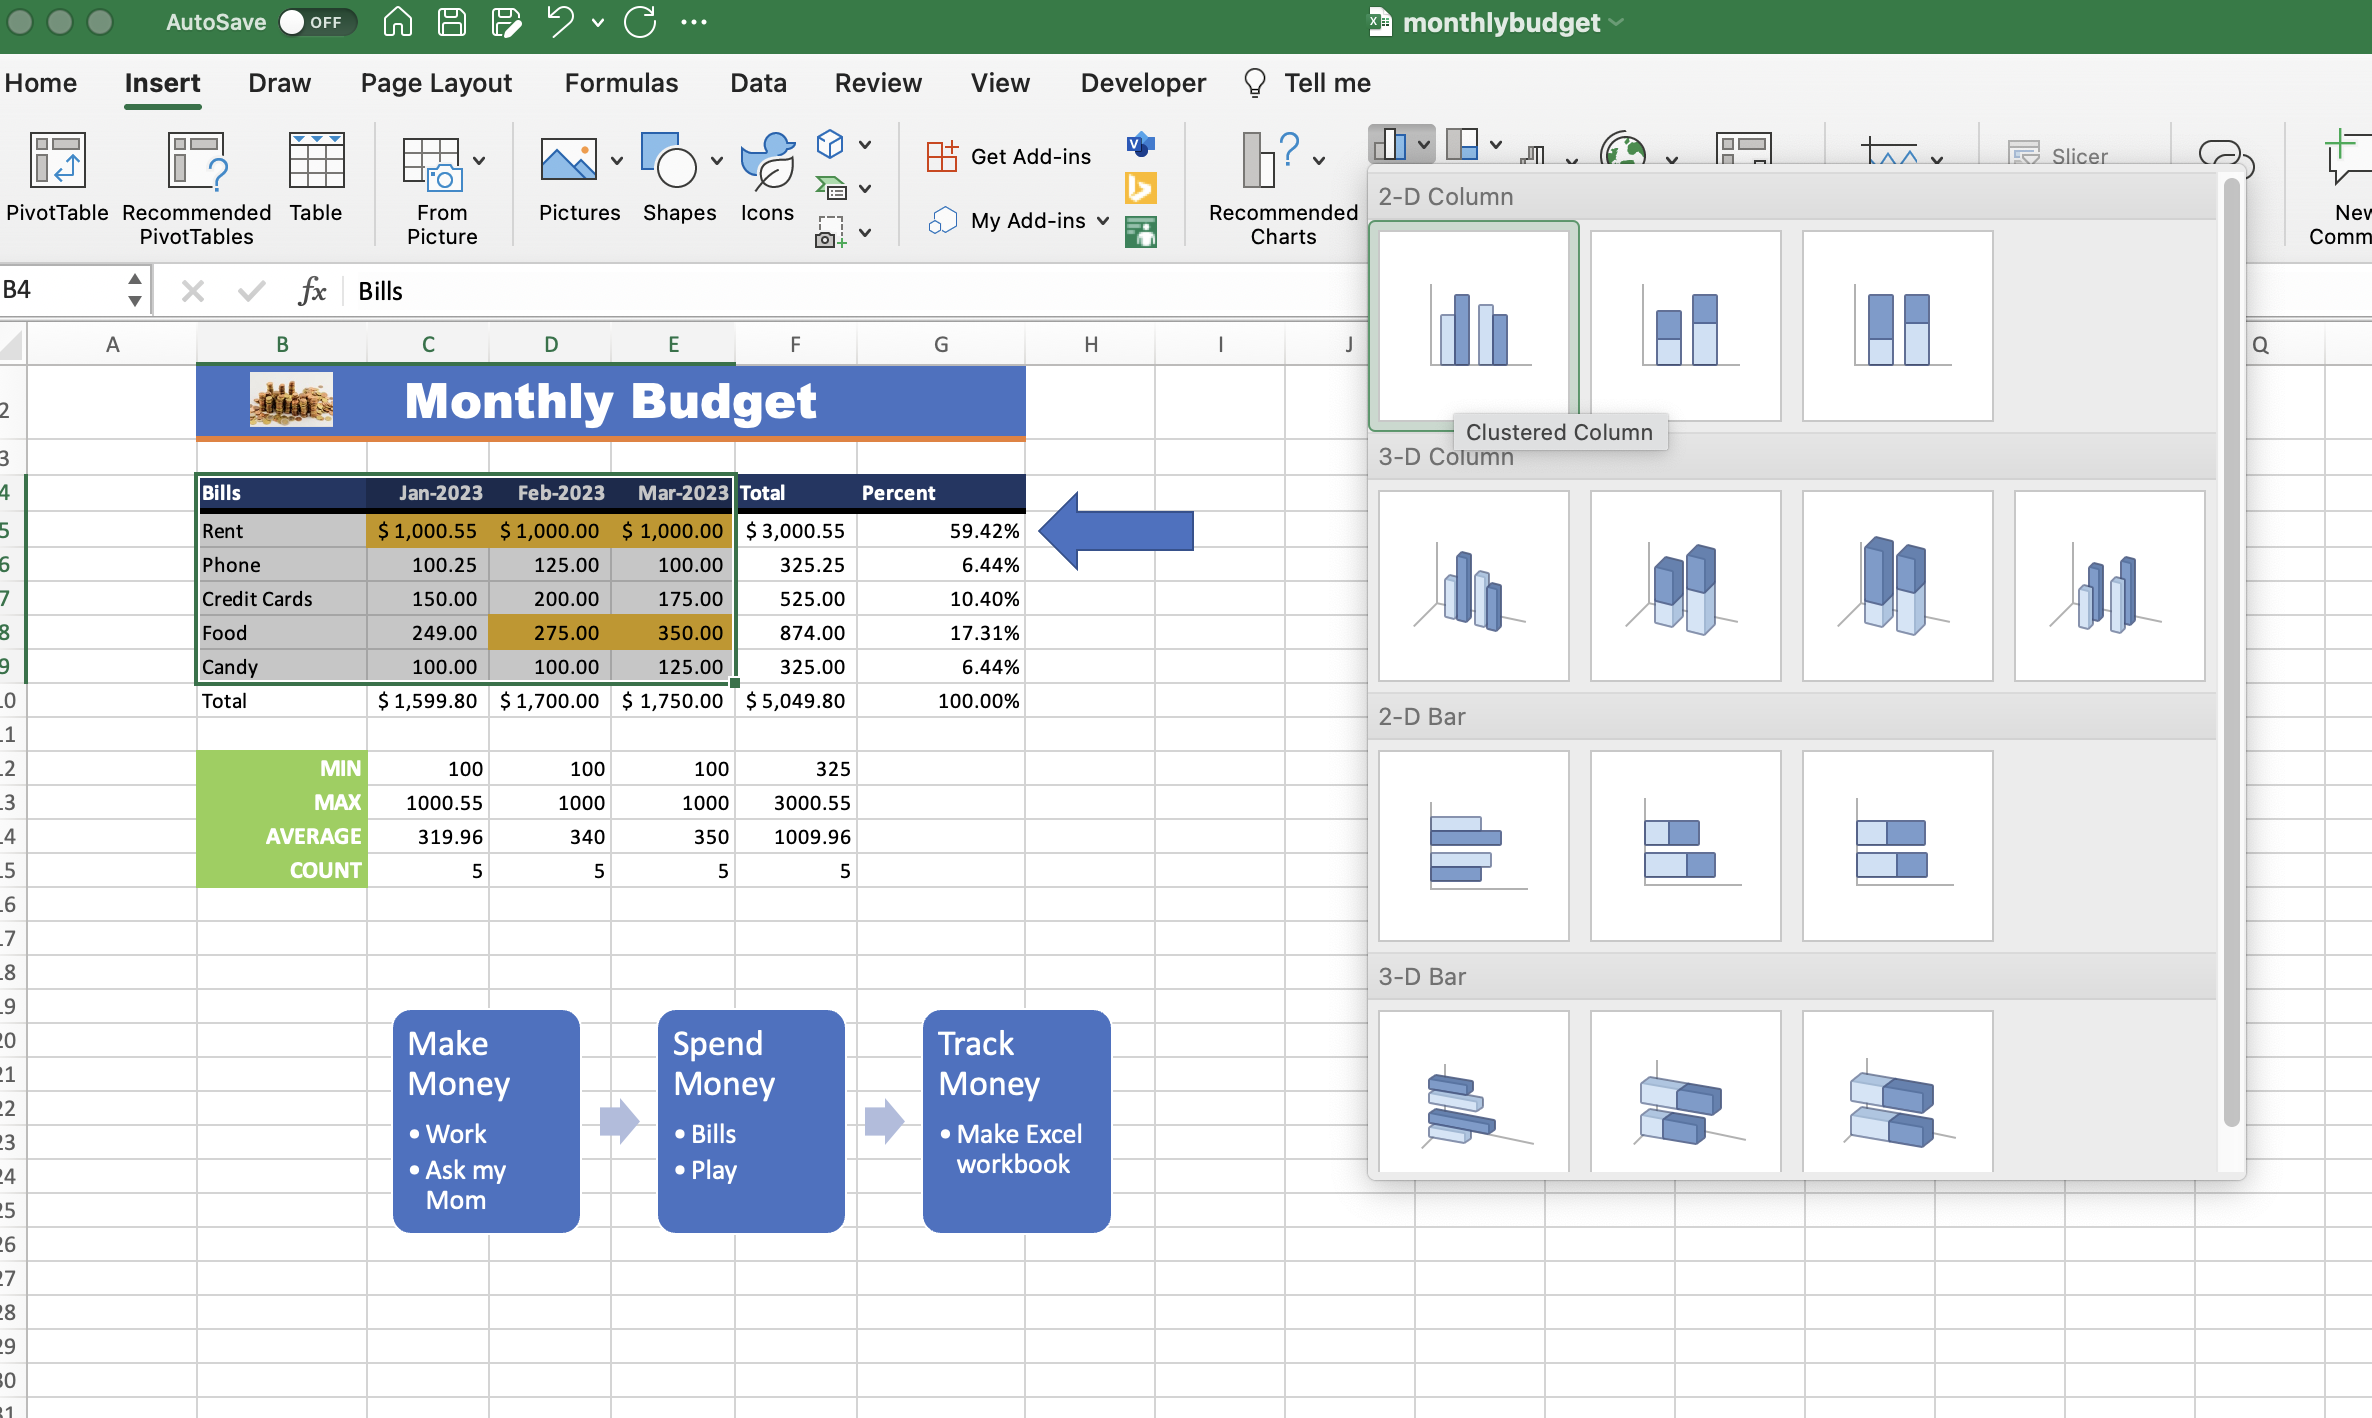 AutoSave OFF monthlybudget
Home Insert Draw Page Layout Formulas Data Review View Developer Tell me
PivotTable Recommended PivotTables Table From Picture Pictures Shapes Icons Get Add-ins My Add-ins Recommended Charts Slicer
B4 fx Bills
A B C D E F G H I J Q
Monthly Budget
Bills Jan-2023 Feb-2023 Mar-2023 Total Percent
Rent $ 1,000.55 $ 1,000.00 $ 1,000.00 $ 3,000.55 59.42%
Phone 100.25 125.00 100.00 325.25 6.44%
Credit Cards 150.00 200.00 175.00 525.00 10.40%
Food 249.00 275.00 350.00 874.00 17.31%
Candy 100.00 100.00 125.00 325.00 6.44%
Total $ 1,599.80 $ 1,700.00 $ 1,750.00 $ 5,049.80 100.00%
MIN 100 100 100 325
MAX 1000.55 1000 1000 3000.55
AVERAGE 319.96 340 350 1009.96
COUNT 5 5 5 5
Make
Money
• Work
• Ask my
Mom
Spend
Money
• Bills
• Play
Track
Money
• Make Excel
workbook
2-D Column
Clustered Column
3-D Column
2-D Bar
3-D Bar